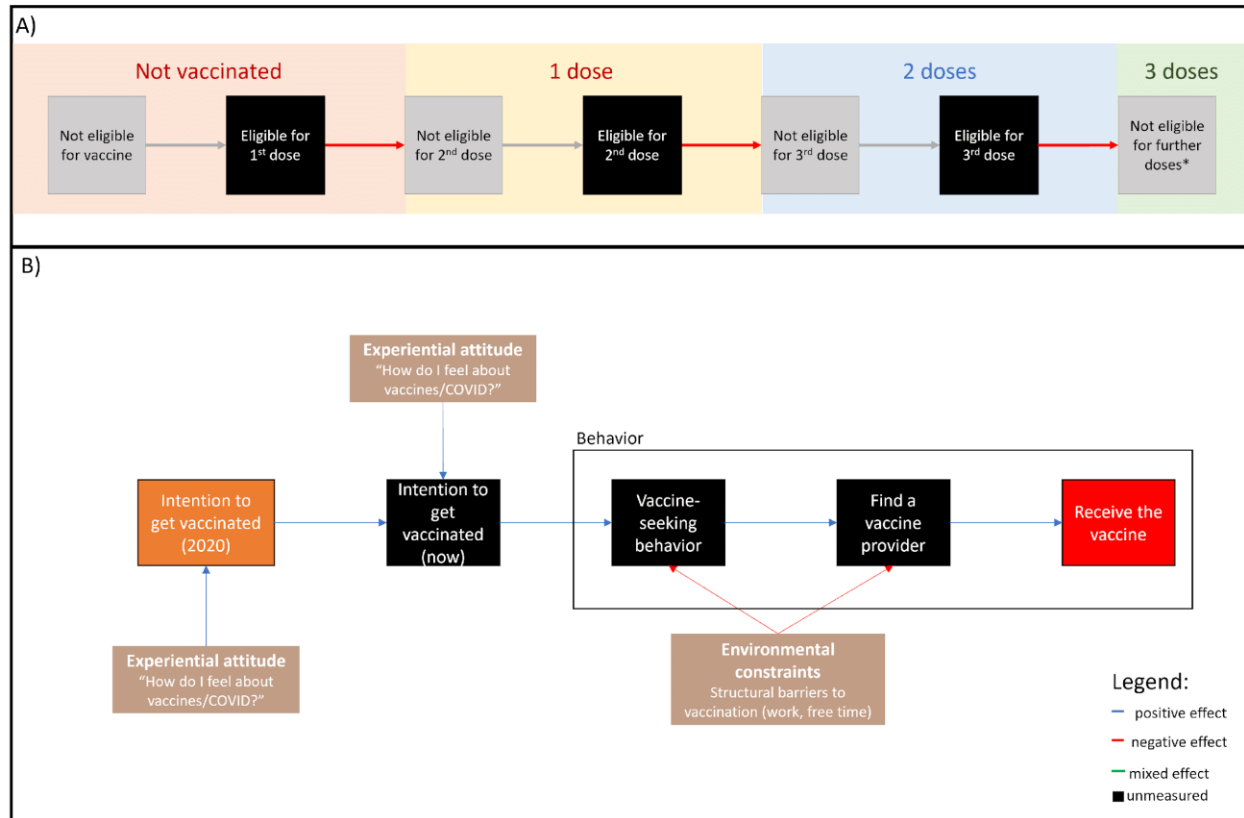 A)
Not vaccinated
1 dose
2 doses
3 doses
Not eligible
for vaccine
Eligible for
1st dose
Not eligible
for 2nd dose
Eligible for
2nd dose
Not eligible
for 3rd dose
Eligible for
3rd dose
Not eligible
for further
doses*
B)
Experiential attitude
“How do I feel about
vaccines/COVID?”
Behavior
Intention to
get vaccinated
(2020)
Intention to
get
vaccinated
(now)
Vaccine-
seeking
behavior
Find a
vaccine
provider
Receive the
vaccine
Experiential attitude
“How do I feel about
vaccines/COVID?”
Environmental
constraints
Structural barriers to
vaccination (work, free time)
Legend:
positive effect
negative effect
mixed effect
unmeasured